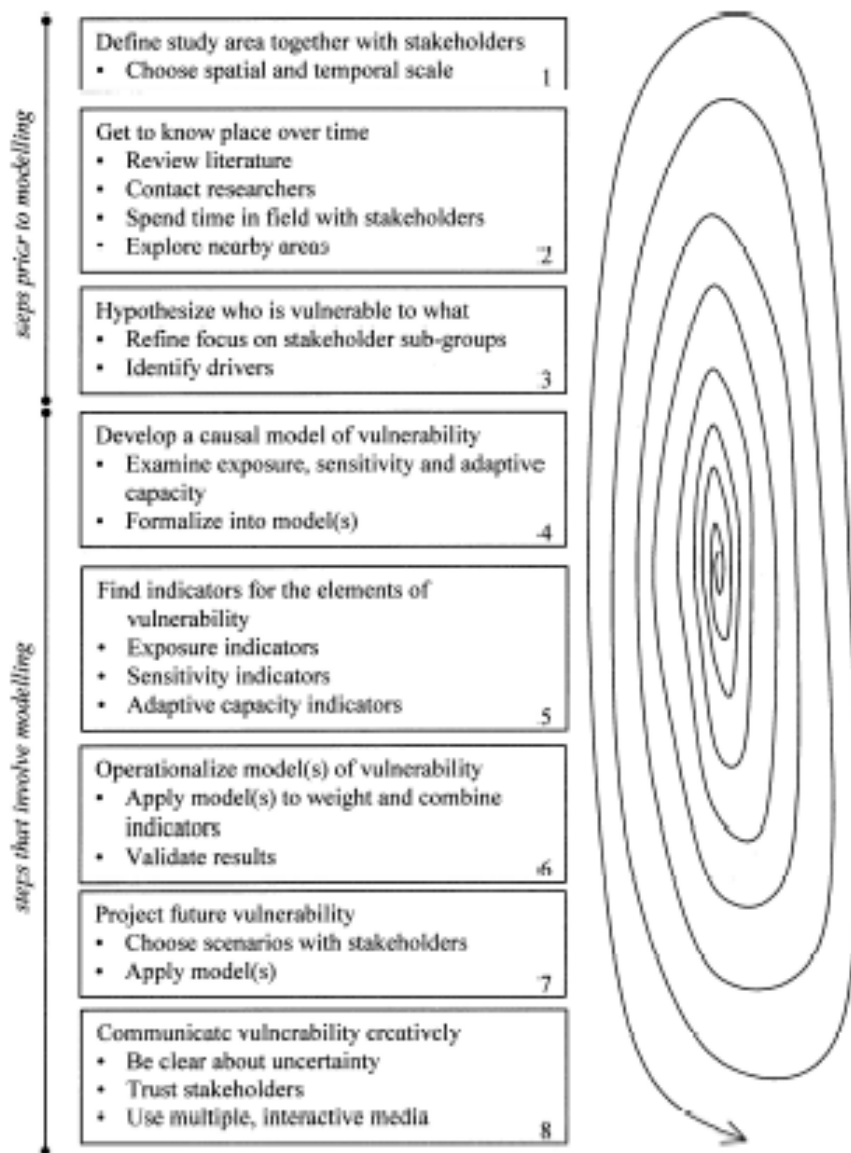 steps prior to modelling
Define study area together with stakeholders
• Choose spatial and temporal scale
1
Get to know place over time
• Review literature
• Contact researchers
• Spend time in field with stakeholders
- Explore nearby areas
2
Hypothesize who is vulnerable to what
• Refine focus on stakeholder sub-groups
• Identify drivers
3
steps that involve modelling
Develop a causal model of vulnerability
• Examine exposure, sensitivity and adaptive
capacity
• Formalize into model(s)
4
Find indicators for the elements of
vulnerability
• Exposure indicators
• Sensitivity indicators
• Adaptive capacity indicators
5
Operationalize model(s) of vulnerability
• Apply model(s) to weight and combine
indicators
• Validate results
6
Project future vulnerability
• Choose scenarios with stakeholders
• Apply model(s)
7
Communicate vulnerability creatively
• Be clear about uncertainty
• Trust stakeholders
• Use multiple, interactive media
8